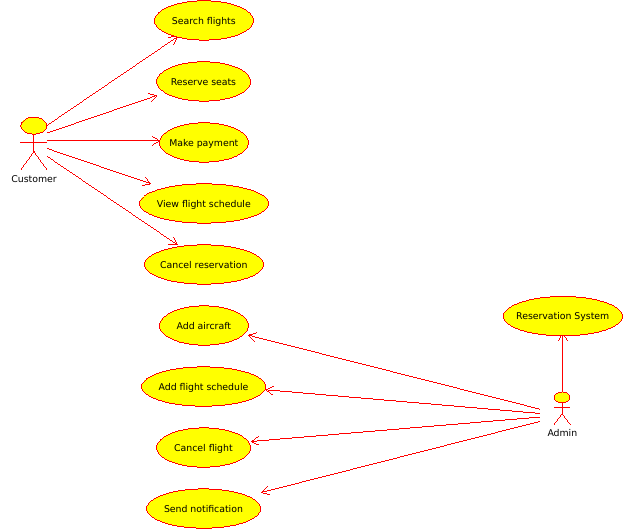 Search flights
Reserve seats
Make payment
Customer
View flight schedule
Cancel reservation
Add aircraft
Reservation System
Add flight schedule
Admin
Cancel flight
Send notification